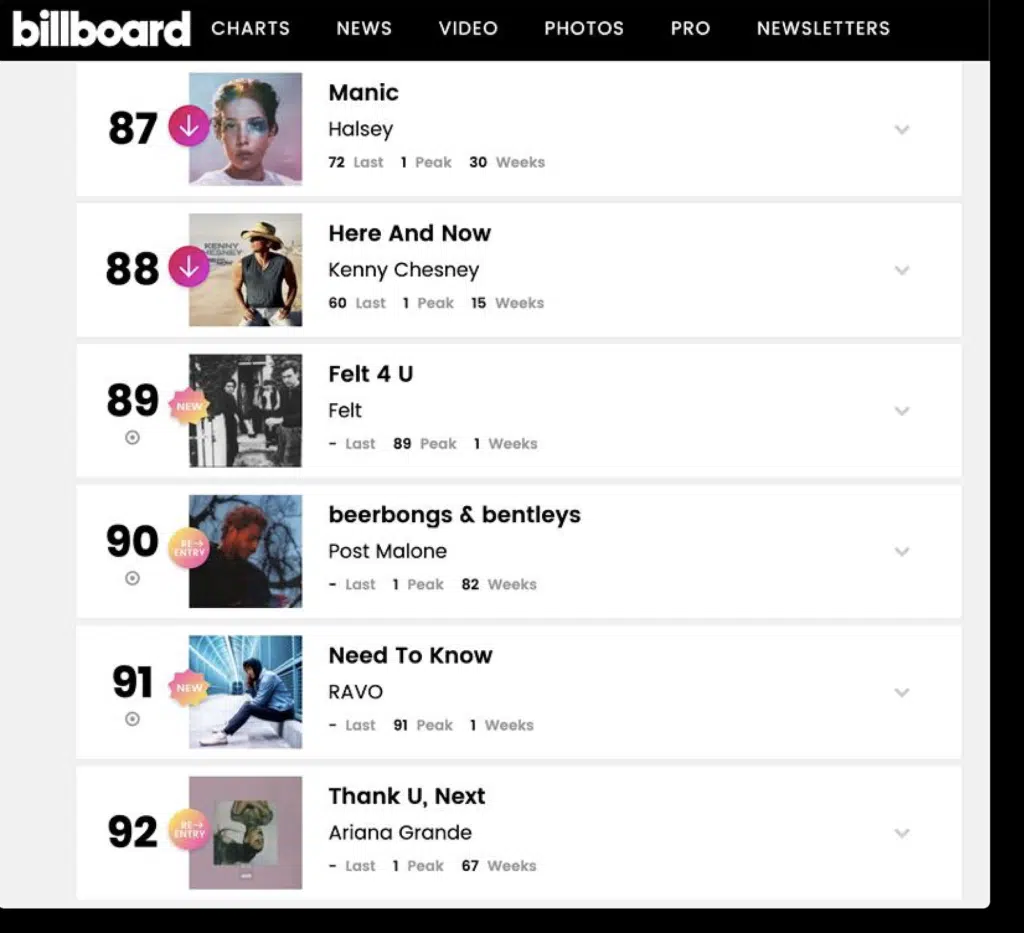 billboard CHARTS NEWS VIDEO PHOTOS PRO NEWSLETTERS
87
Manic
Halsey
72 Last 1 Peak 30 Weeks
88
KENNY
CHESNEY
Here And Now
Kenny Chesney
60 Last 1 Peak 15 Weeks
89
NEW
Felt 4 U
Felt
- Last 89 Peak 1 Weeks
90
RE→
ENTRY
beerbongs & bentleys
Post Malone
- Last 1 Peak 82 Weeks
91
NEW
Need To Know
RAVO
- Last 91 Peak 1 Weeks
92
RE→
ENTRY
Thank U, Next
Ariana Grande
- Last 1 Peak 67 Weeks